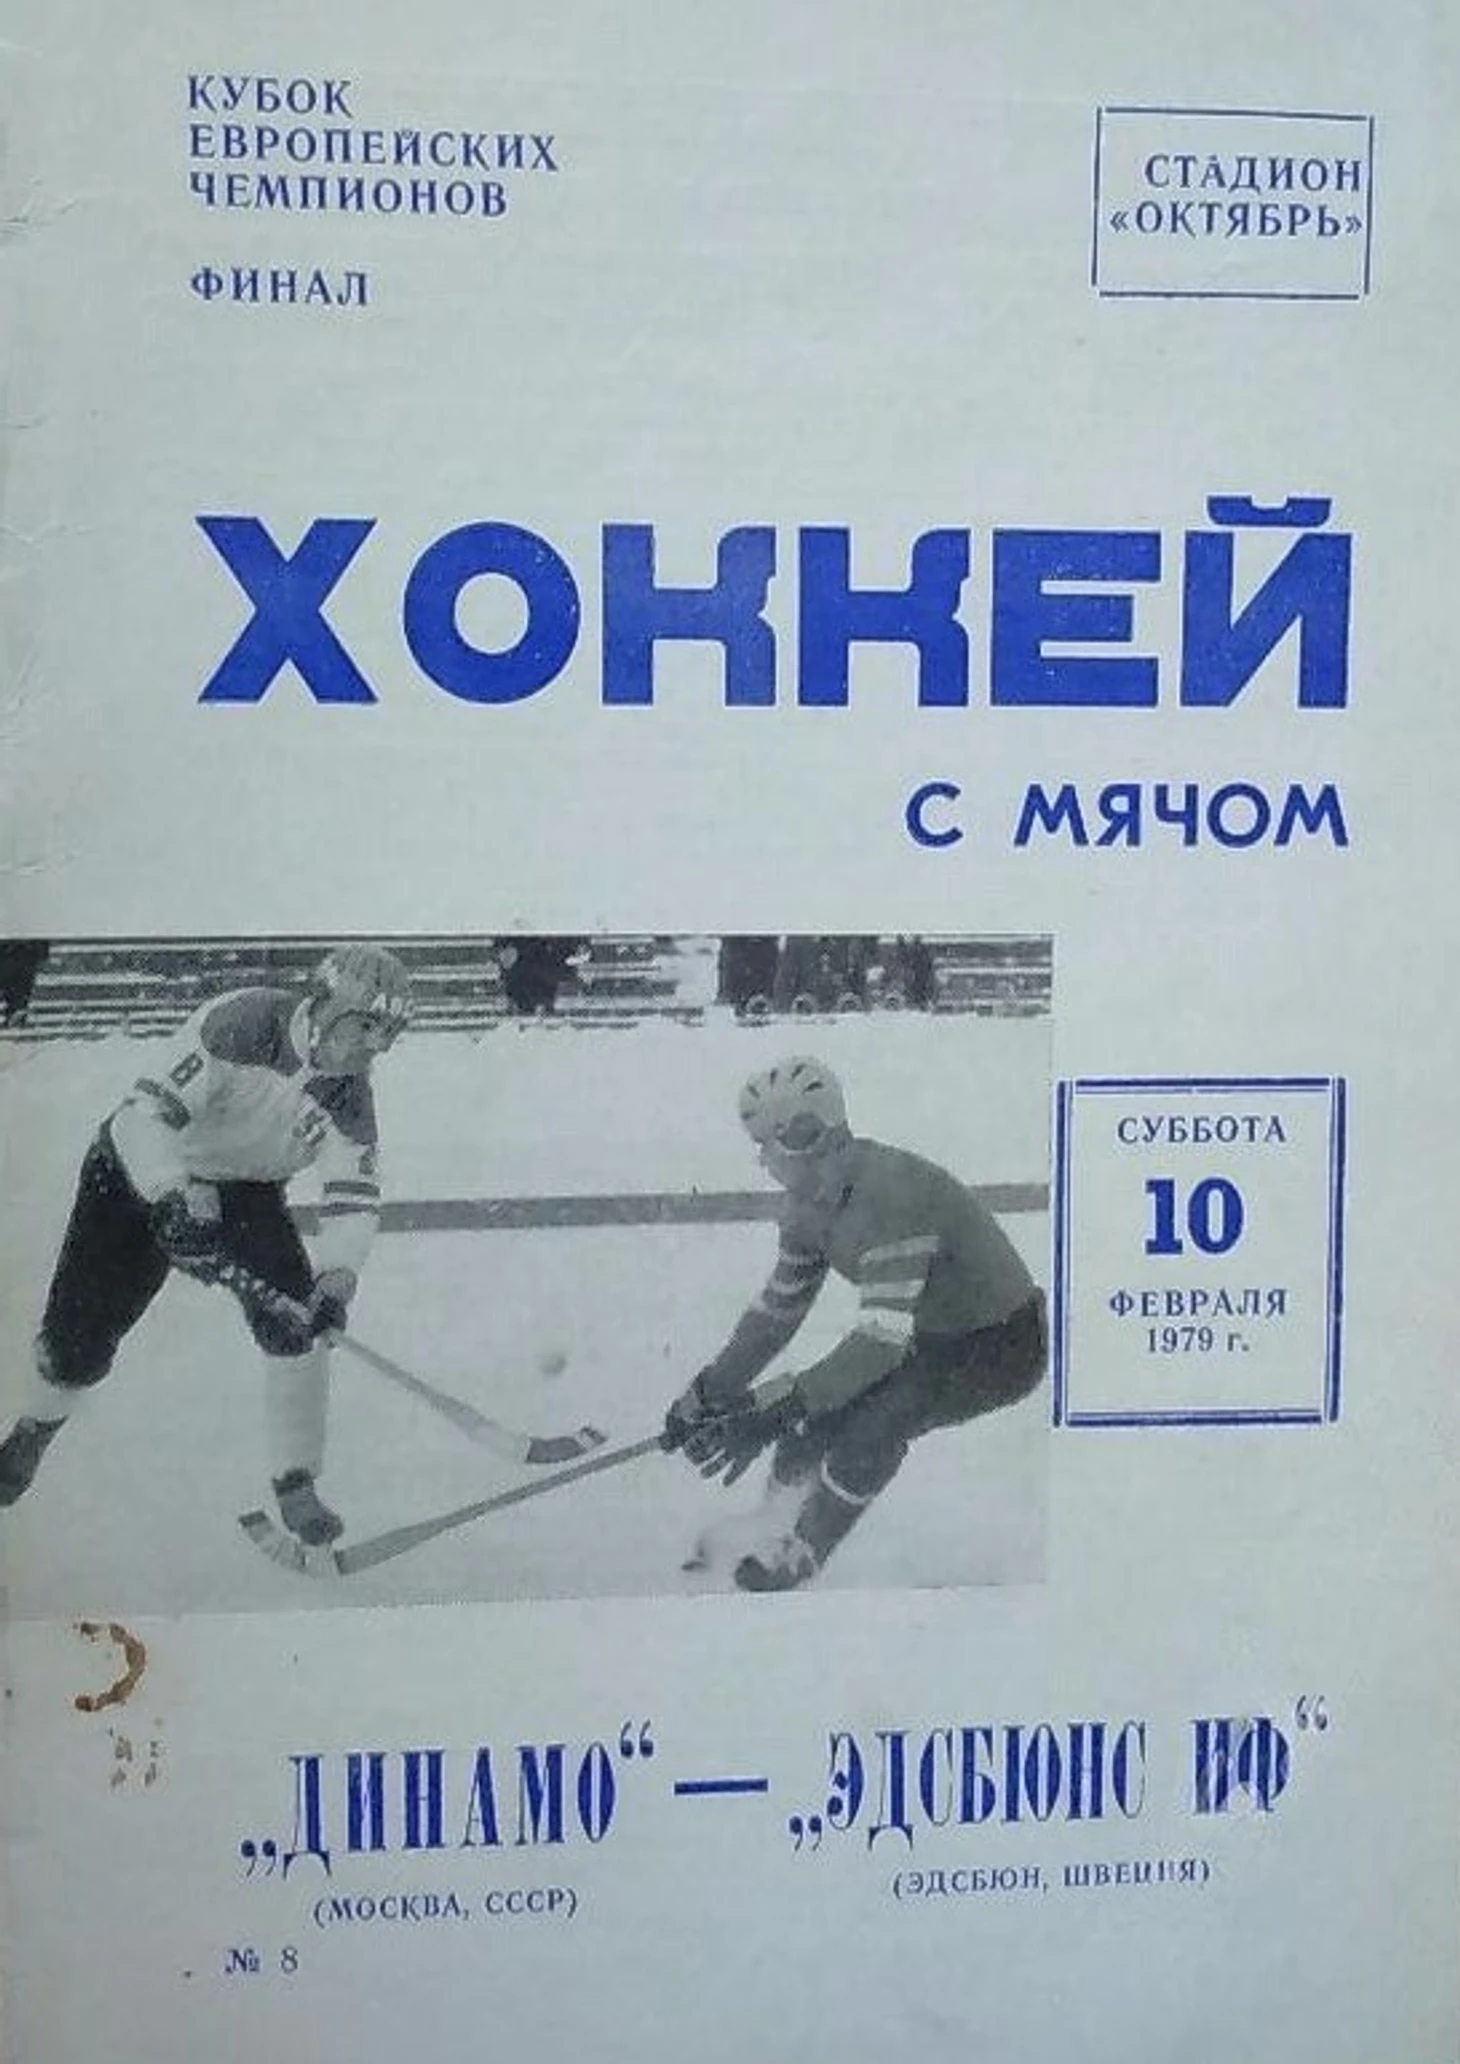 КУБОК
ЕВРОПЕЙСКИХ
ЧЕМПИОНОВ
ФИНАЛ
СТАДИОН
«ОКТЯБРЬ»
ХОККЕЙ
С МЯЧОМ
СУББОТА
10
ФЕВРАЛЯ
1979 г.
„ДИНАМО“ — „ЭДСБЮНС ИФ“
(МОСКВА, СССР)
(ЭДСБЮН, ШВЕЦИЯ)
№ 8